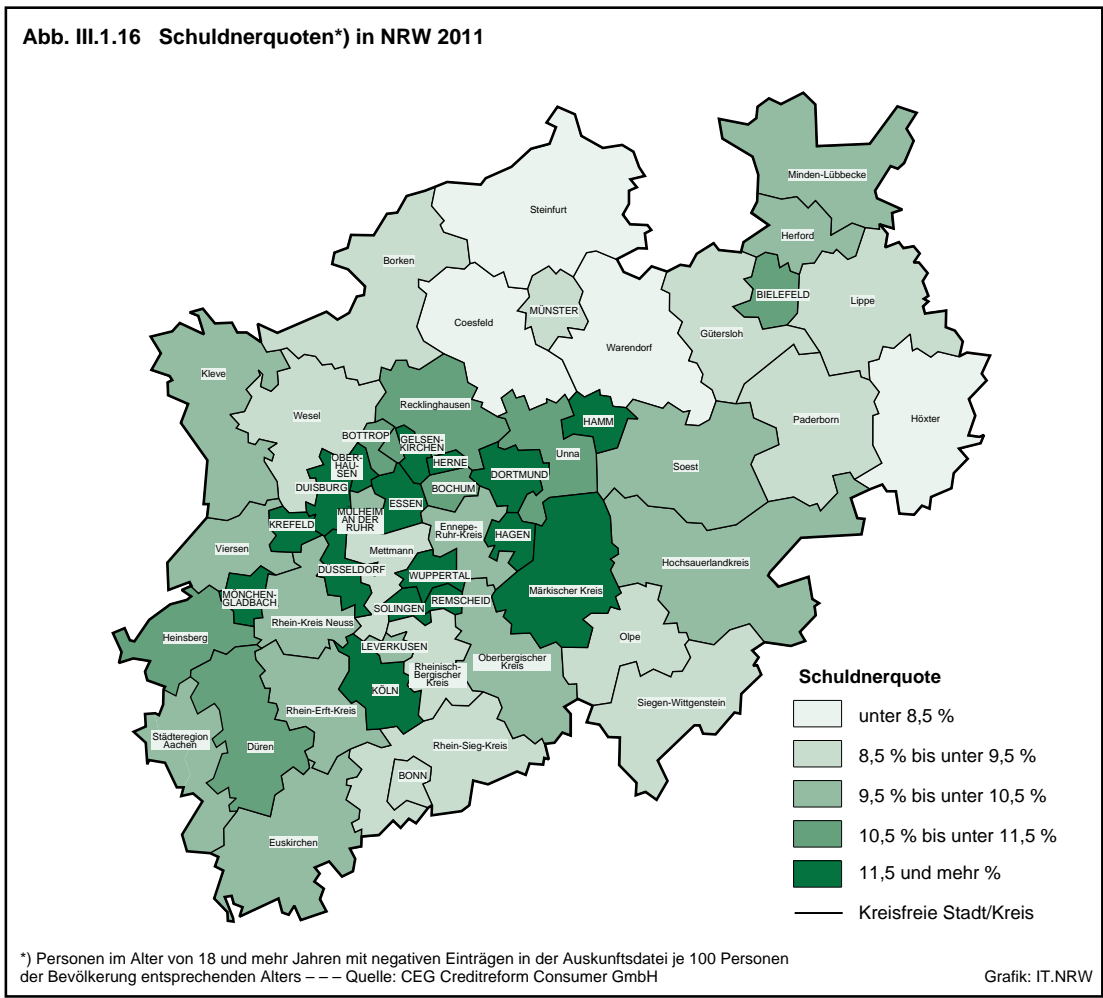 Abb. III.1.16 Schuldnerquoten*) in NRW 2011
Minden-Lübbecke
Steinfurt
Herford
Borken
BIELEFELD
Lippe
MÜNSTER
Coesfeld
Gütersloh
Warendorf
Kleve
Recklinghausen
Wesel
HAMM
Paderborn
Höxter
BOTTROP
GELSEN-
KIRCHEN
Unna
OBER-
HAU-
SEN
HERNE
Soest
DORTMUND
DUISBURG
BOCHUM
ESSEN
MÜLHEIM
AN DER
RUHR
KREFELD
Ennepe-
Ruhr-Kreis
HAGEN
Viersen
Mettmann
Hochsauerlandkreis
DÜSSELDORF
WUPPERTAL
Märkischer Kreis
MÖNCHEN-
GLADBACH
REMSCHEID
SOLINGEN
Rhein-Kreis Neuss
Heinsberg
Olpe
LEVERKUSEN
Oberbergischer
Kreis
Rheinisch-
Bergischer
Kreis
KÖLN
Siegen-Wittgenstein
Rhein-Erft-Kreis
Städteregion
Aachen
Düren
Rhein-Sieg-Kreis
BONN
Euskirchen
Schuldnerquote
unter 8,5 %
8,5 % bis unter 9,5 %
9,5 % bis unter 10,5 %
10,5 % bis unter 11,5 %
11,5 und mehr %
Kreisfreie Stadt/Kreis
*) Personen im Alter von 18 und mehr Jahren mit negativen Einträgen in der Auskunftsdatei je 100 Personen
der Bevölkerung entsprechenden Alters – – – Quelle: CEG Creditreform Consumer GmbH
Grafik: IT.NRW